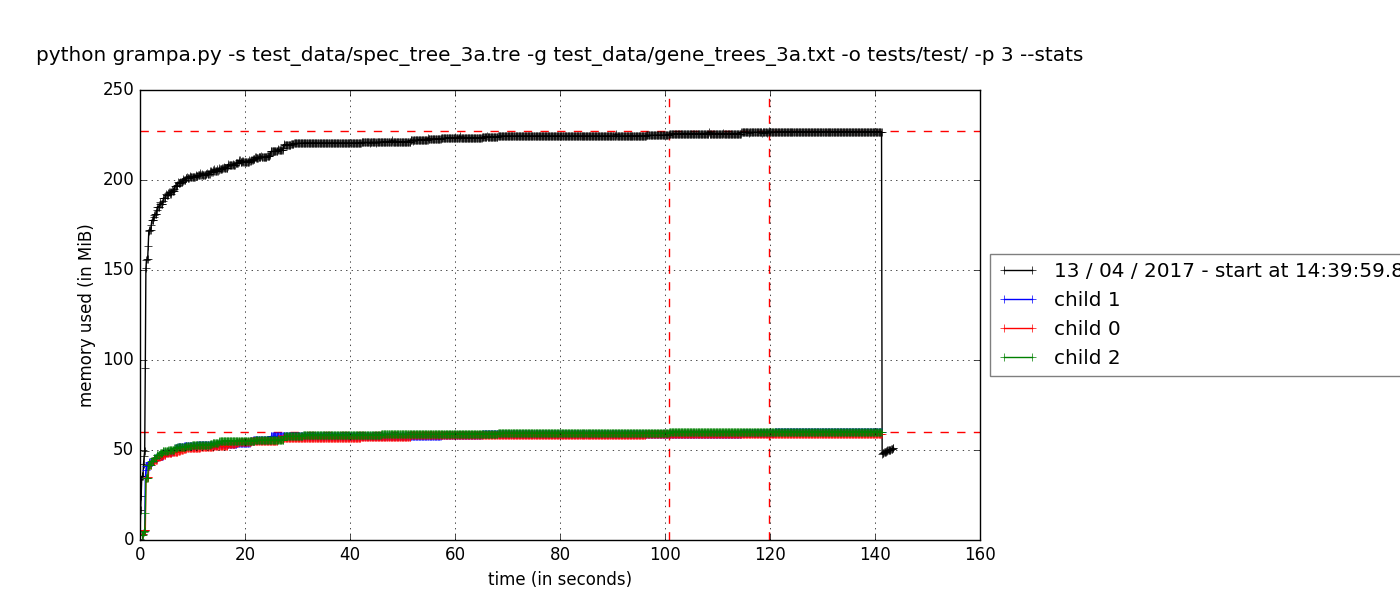 python grampa.py -s test_data/spec_tree_3a.tre -g test_data/gene_trees_3a.txt -o tests/test/ -p 3 --stats
250
200
150
100
50
0
memory used (in MiB)
0 20 40 60 80 100 120 140 160
time (in seconds)
13 / 04 / 2017 - start at 14:39:59.8
child 1
child 0
child 2